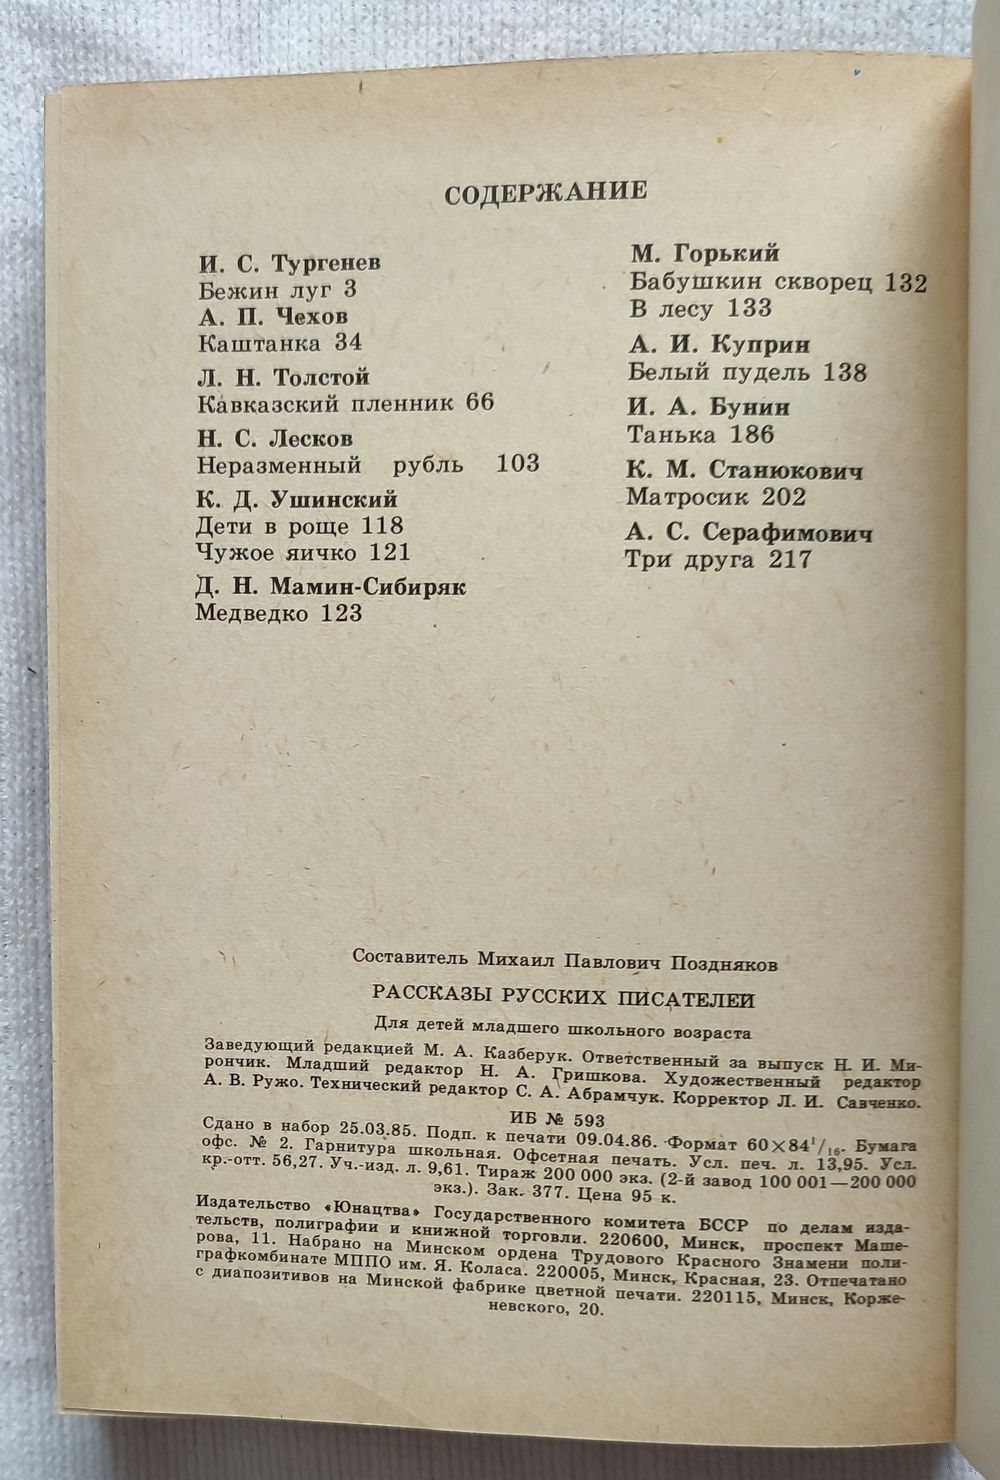 СОДЕРЖАНИЕ
И. С. Тургенев
Бежин луг 3
А. П. Чехов
Каштанка 34
Л. Н. Толстой
Кавказский пленник 66
Н. С. Лесков
Неразменный рубль 103
К. Д. Ушинский
Дети в роще 118
Чужое яичко 121
Д. Н. Мамин-Сибиряк
Медведко 123
М. Горький
Бабушкин скворец 132
В лесу 133
А. И. Куприн
Белый пудель 138
И. А. Бунин
Танька 186
К. М. Станюкович
Матросик 202
А. С. Серафимович
Три друга 217
Составитель Михаил Павлович Поздняков
РАССКАЗЫ РУССКИХ ПИСАТЕЛЕЙ
Для детей младшего школьного возраста
Заведующий редакцией М. А. Казберук. Ответственный за выпуск Н. И. Ми-
рончик. Младший редактор Н. А. Гришкова. Художественный редактор
А. В. Ружо. Технический редактор С. А. Абрамчук. Корректор Л. И. Савченко.
ИБ № 593
Сдано в набор 25.03.85. Подп. к печати 09.04.86. Формат 60×84¹/₁₆. Бумага
офс. № 2. Гарнитура школьная. Офсетная печать. Усл. печ. л. 13,95. Усл.
кр.-отт. 56,27. Уч.-изд. л. 9,61. Тираж 200 000 экз. (2-й завод 100 001—200 000
экз.). Зак. 377. Цена 95 к.
Издательство «Юнацтва» Государственного комитета БССР по делам изда-
тельств, полиграфии и книжной торговли. 220600, Минск, проспект Маше-
рова, 11. Набрано на Минском ордена Трудового Красного Знамени поли-
графкомбинате МППО им. Я. Коласа. 220005, Минск, Красная, 23. Отпечатано
с диапозитивов на Минской фабрике цветной печати. 220115, Минск, Корже-
невского, 20.